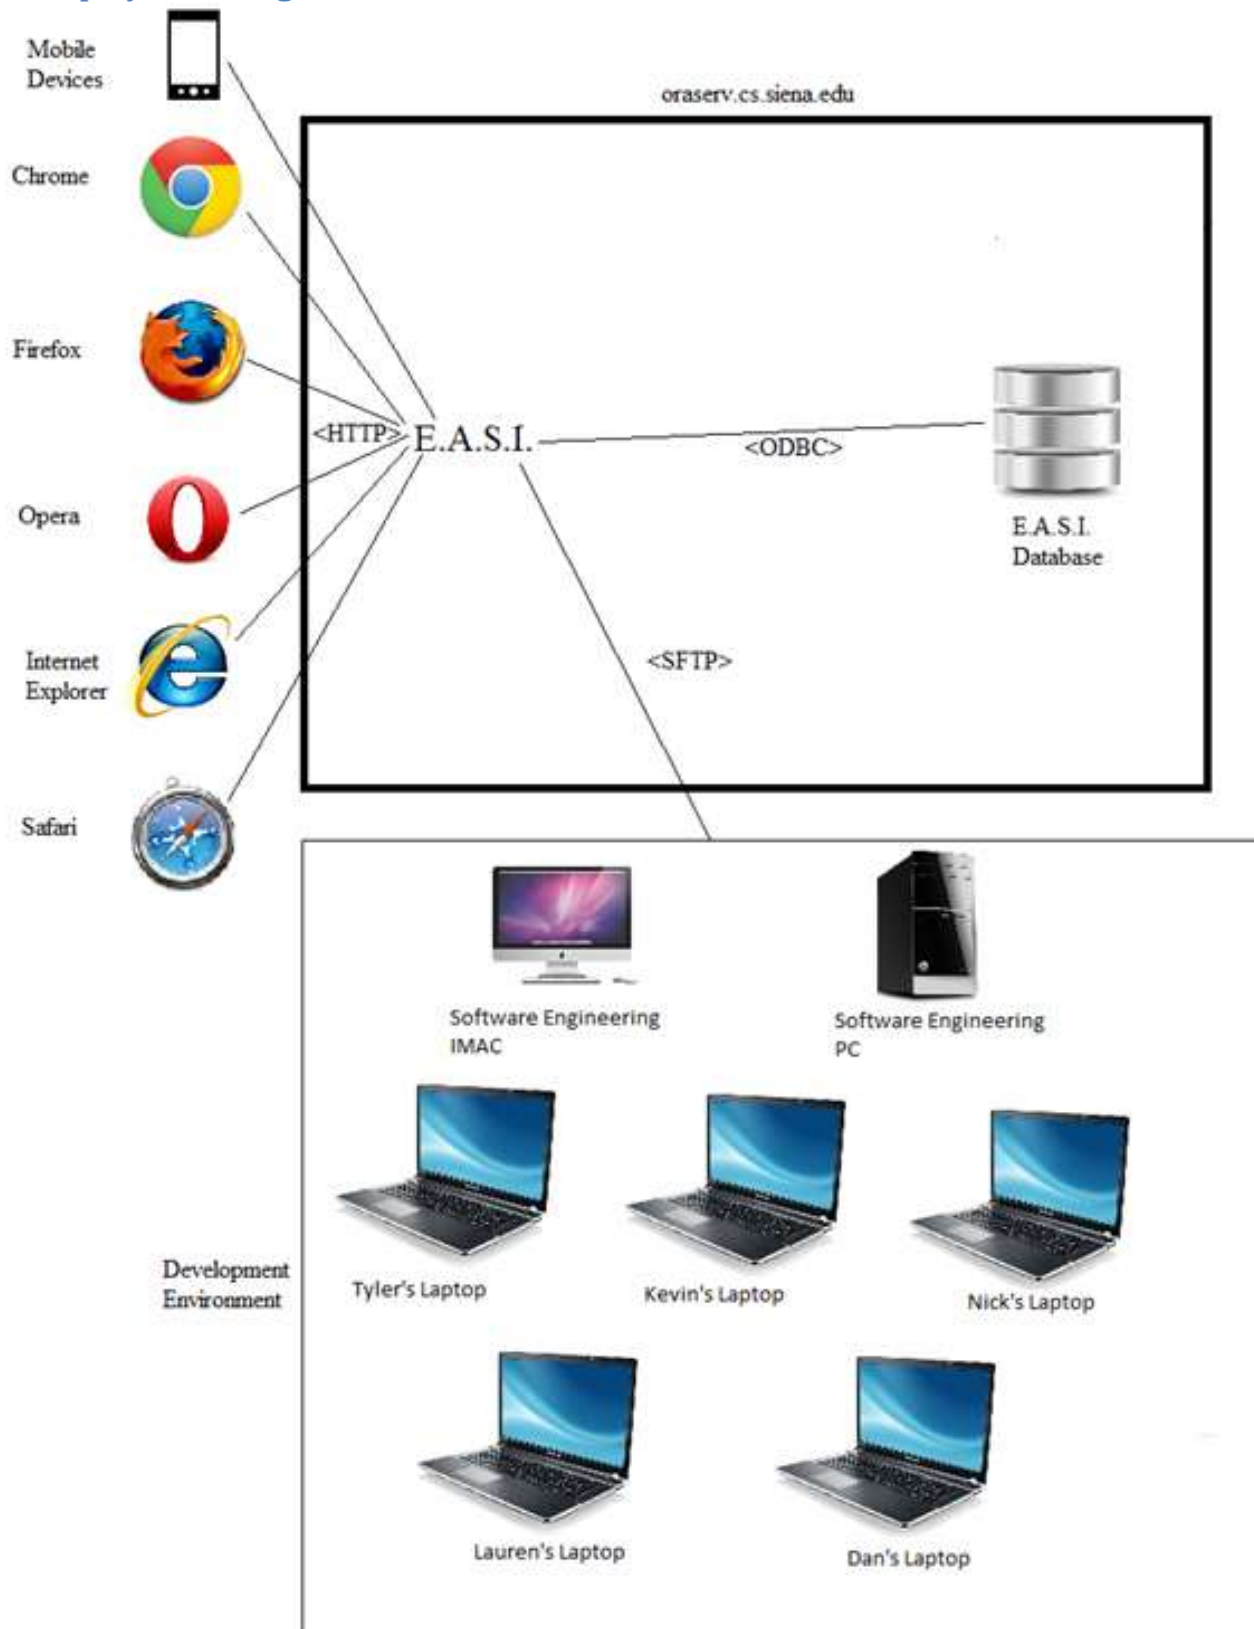 Mobile
Devices
oraserv.cs.siena.edu
Chrome
Firefox
<HTTP>
E.A.S.I.
<ODBC>
Opera
E.A.S.I.
Database
Internet
Explorer
<SFTP>
Safari
Software Engineering
IMAC
Software Engineering
PC
Development
Environment
Tyler's Laptop
Kevin's Laptop
Nick's Laptop
Lauren's Laptop
Dan's Laptop